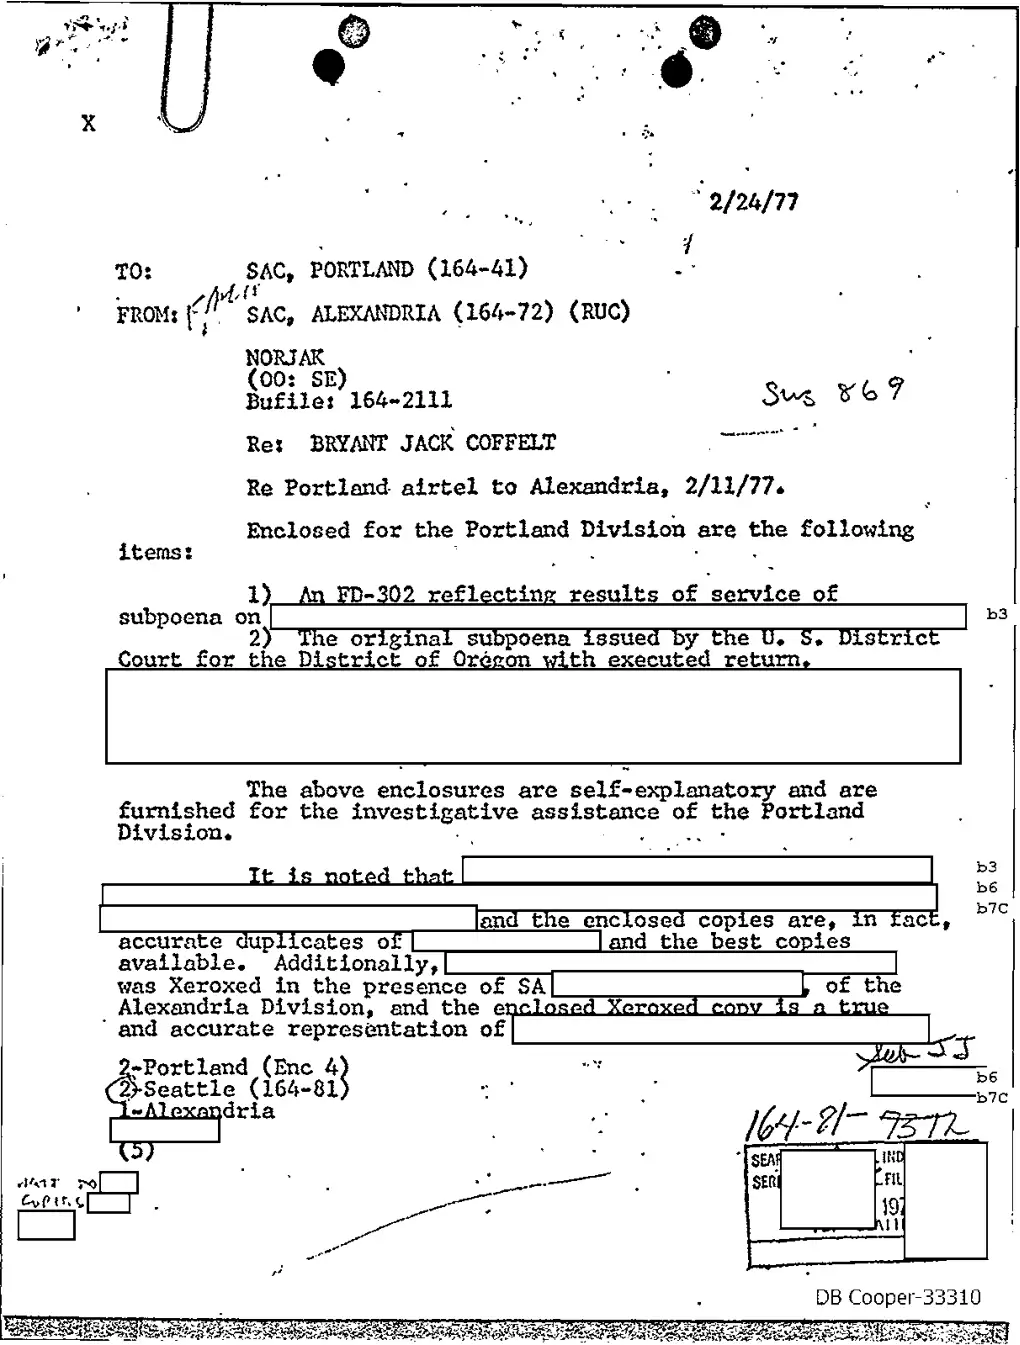 X
2/24/77
TO: SAC, PORTLAND (164-41)
FROM: SAC, ALEXANDRIA (164-72) (RUC)
NORJAK
(OO: SE)
Bufile: 164-2111
Sus 869
Re: BRYANT JACK COFFELT
Re Portland airtel to Alexandria, 2/11/77.
Enclosed for the Portland Division are the following
items:
1) An FD-302 reflecting results of service of
subpoena on
b3
2) The original subpoena issued by the U. S. District
Court for the District of Oregon with executed return.
The above enclosures are self-explanatory and are
furnished for the investigative assistance of the Portland
Division.
It is noted that
b3
b6
b7C
and the enclosed copies are, in fact,
accurate duplicates of and the best copies
available. Additionally,
was Xeroxed in the presence of SA , of the
Alexandria Division, and the enclosed Xeroxed copy is a true
and accurate representation of
Sub JJ
2-Portland (Enc 4)
2-Seattle (164-81)
b6
b7C
1-Alexandria
(5)
164-81-
DB Cooper-33310